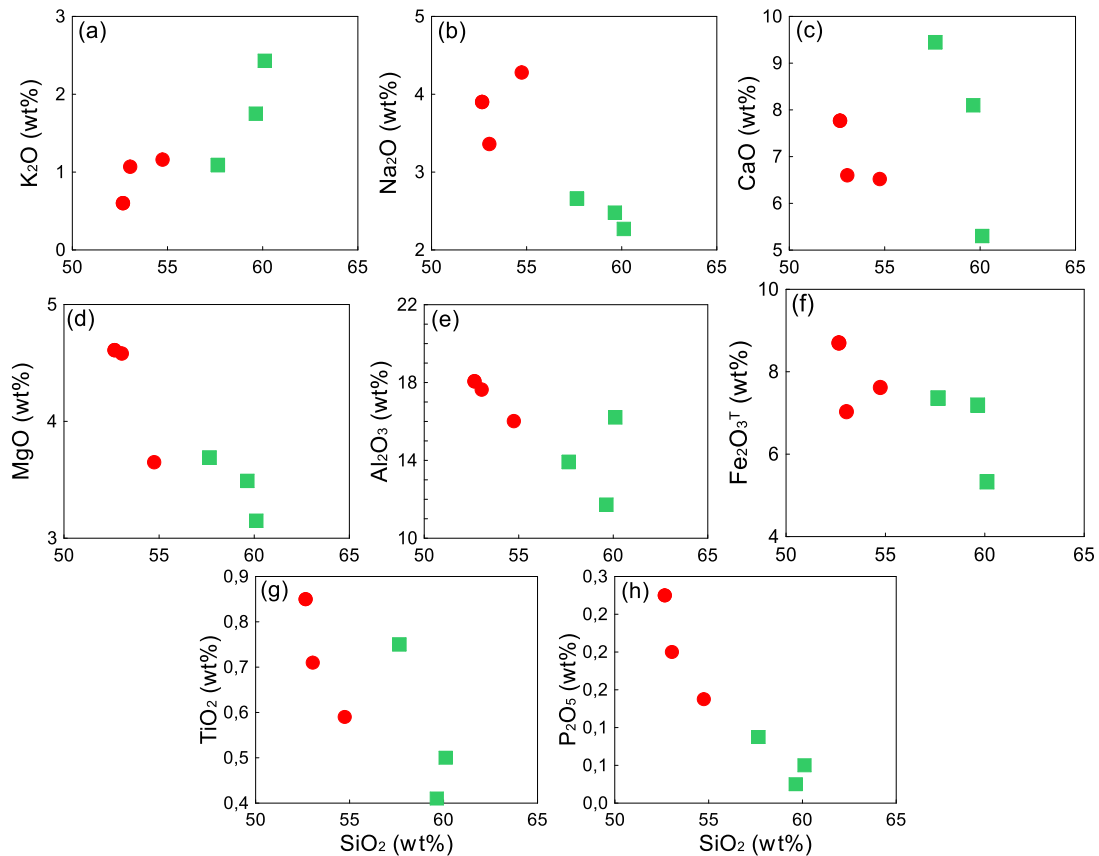 (a)
3
2
1
0
K₂O (wt%)
50 55 60 65
(b)
5
4
3
2
Na₂O (wt%)
50 55 60 65
(c)
10
9
8
7
6
5
CaO (wt%)
50 55 60 65
(d)
5
4
3
MgO (wt%)
50 55 60 65
(e)
22
18
14
10
Al₂O₃ (wt%)
50 55 60 65
(f)
10
8
6
4
Fe₂O₃ᵀ (wt%)
50 55 60 65
(g)
0,9
0,8
0,7
0,6
0,5
0,4
TiO₂ (wt%)
50 55 60 65
SiO₂ (wt%)
(h)
0,3
0,2
0,2
0,2
0,1
0,1
0,0
P₂O₅ (wt%)
50 55 60 65
SiO₂ (wt%)